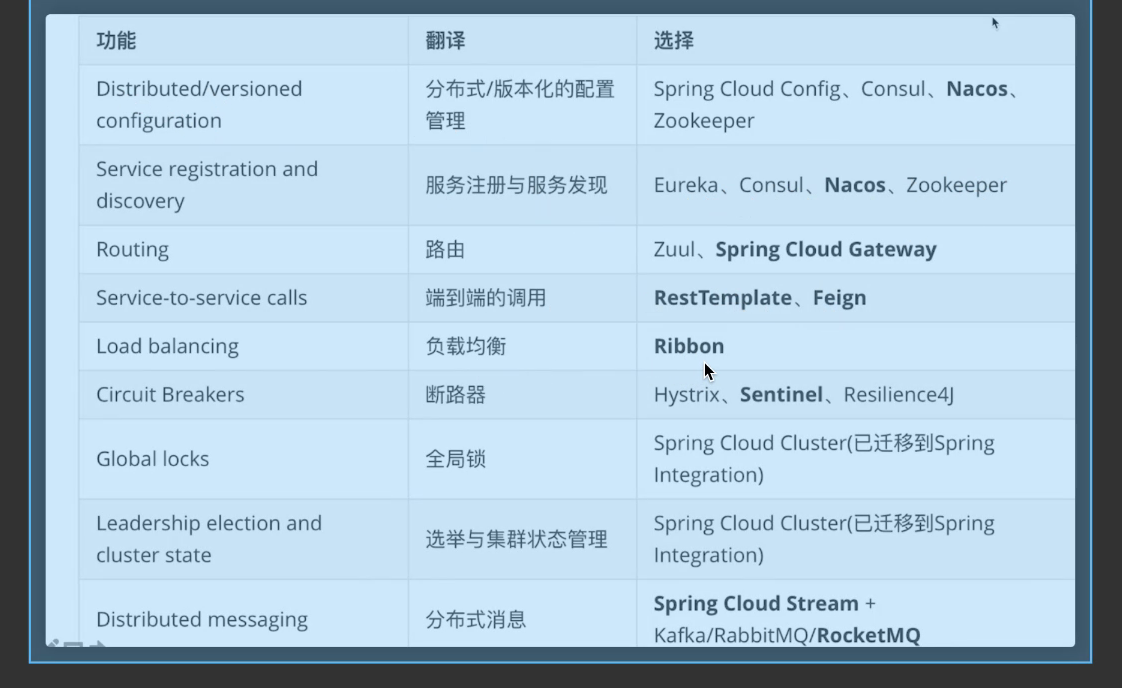 功能 翻译 选择
Distributed/versioned configuration 分布式/版本化的配置管理 Spring Cloud Config、Consul、Nacos、Zookeeper
Service registration and discovery 服务注册与服务发现 Eureka、Consul、Nacos、Zookeeper
Routing 路由 Zuul、Spring Cloud Gateway
Service-to-service calls 端到端的调用 RestTemplate、Feign
Load balancing 负载均衡 Ribbon
Circuit Breakers 断路器 Hystrix、Sentinel、Resilience4J
Global locks 全局锁 Spring Cloud Cluster(已迁移到Spring Integration)
Leadership election and cluster state 选举与集群状态管理 Spring Cloud Cluster(已迁移到Spring Integration)
Distributed messaging 分布式消息 Spring Cloud Stream + Kafka/RabbitMQ/RocketMQ